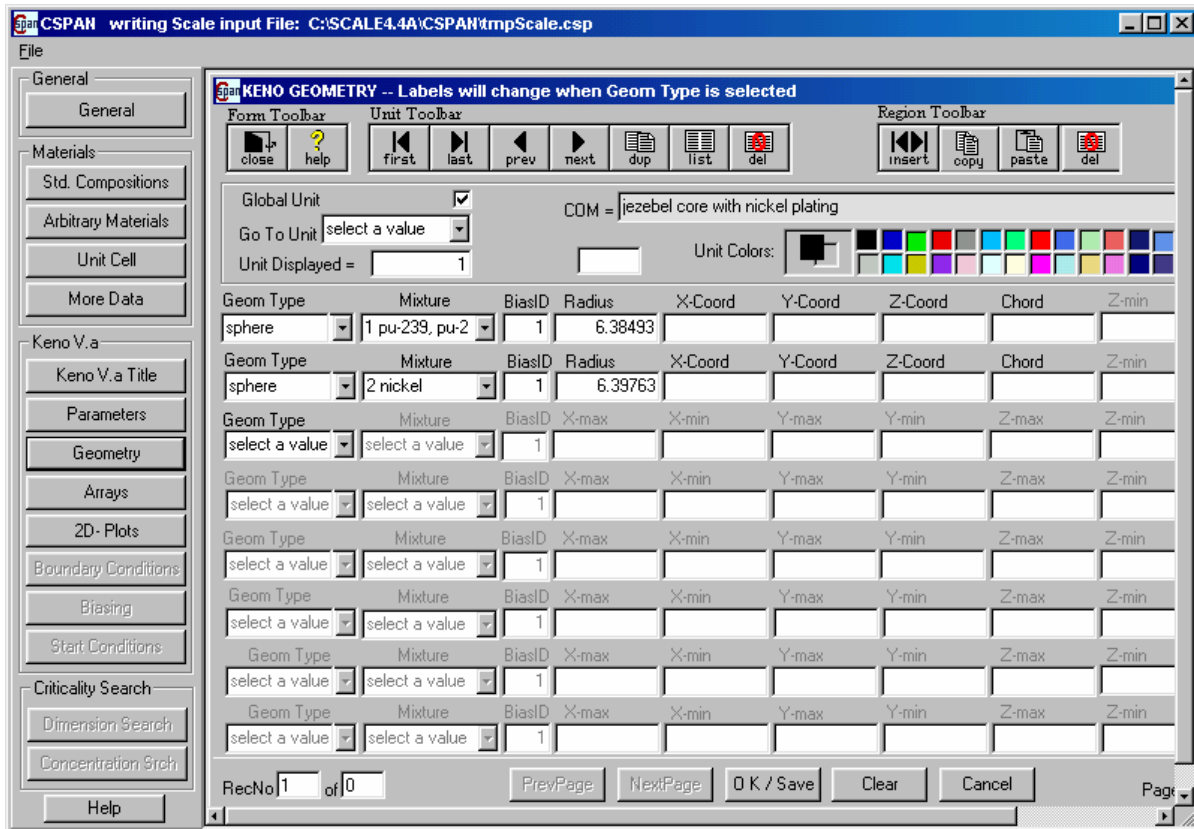 CSPAN writing Scale input File: C:\SCALE4.4A\CSPAN\tmpScale.csp
File
General
General
Materials
Std. Compositions
Arbitrary Materials
Unit Cell
More Data
Keno V.a
Keno V.a Title
Parameters
Geometry
Arrays
2D- Plots
Boundary Conditions
Biasing
Start Conditions
Criticality Search
Dimension Search
Concentration Srch
Help
KENO GEOMETRY -- Labels will change when Geom Type is selected
Form Toolbar Unit Toolbar Region Toolbar
close help first last prev next dup list del insert copy paste del
Global Unit
COM = jezebel core with nickel plating
Go To Unit select a value
Unit Colors:
Unit Displayed = 1
Geom Type Mixture BiasID Radius X-Coord Y-Coord Z-Coord Chord Z-min
sphere 1 pu-239, pu-2 1 6.38493
Geom Type Mixture BiasID Radius X-Coord Y-Coord Z-Coord Chord Z-min
sphere 2 nickel 1 6.39763
Geom Type Mixture BiasID X-max X-min Y-max Y-min Z-max Z-min
select a value select a value 1
Geom Type Mixture BiasID X-max X-min Y-max Y-min Z-max Z-min
select a value select a value 1
Geom Type Mixture BiasID X-max X-min Y-max Y-min Z-max Z-min
select a value select a value 1
Geom Type Mixture BiasID X-max X-min Y-max Y-min Z-max Z-min
select a value select a value 1
Geom Type Mixture BiasID X-max X-min Y-max Y-min Z-max Z-min
select a value select a value 1
Geom Type Mixture BiasID X-max X-min Y-max Y-min Z-max Z-min
select a value select a value 1
RecNo 1 of 0 PrevPage NextPage O K / Save Clear Cancel Page